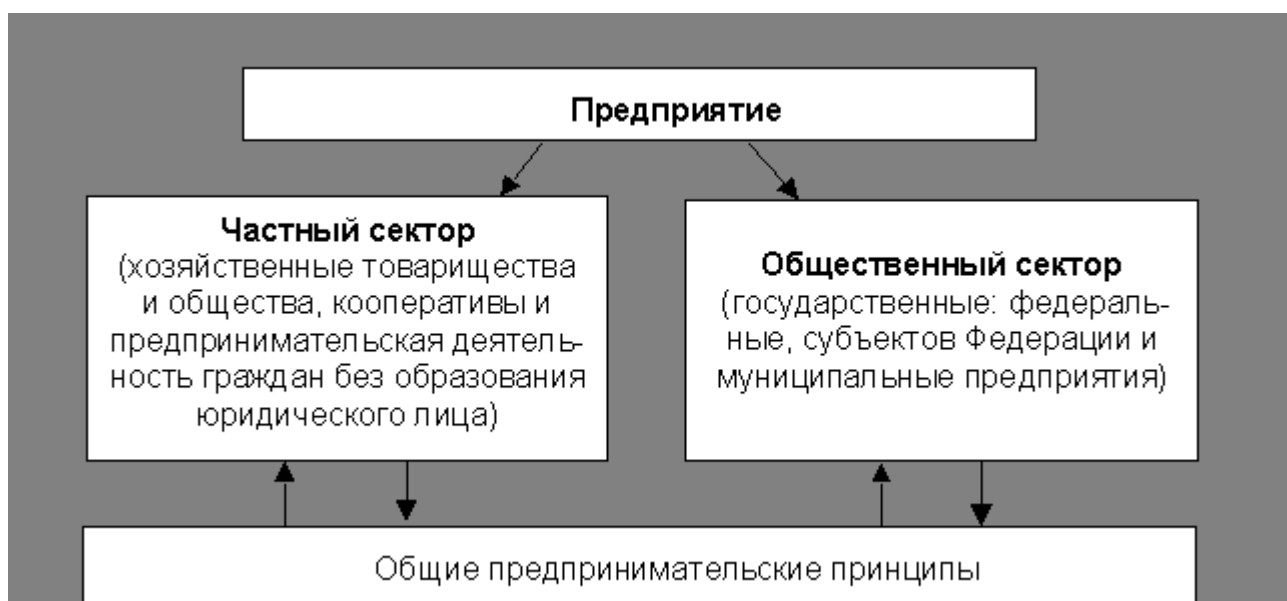 Предприятие
Частный сектор
(хозяйственные товарищества
и общества, кооперативы и
предпринимательская деятель-
ность граждан без образования
юридического лица)
Общественный сектор
(государственные: федераль-
ные, субъектов Федерации и
муниципальные предприятия)
Общие предпринимательские принципы